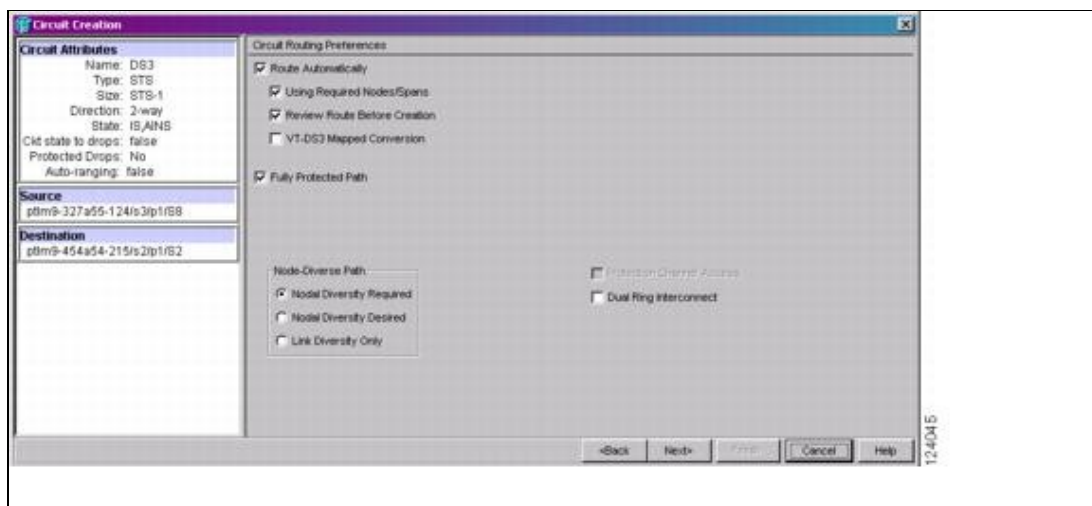 Circuit Creation
Circuit Attributes
Name: DS3
Type: STS
Size: STS-1
Direction: 2-way
State: IS,AINS
Ckt state to drops: false
Protected Drops: No
Auto-ranging: false
Source
ptlm9-327a55-124/s3/p1/S8
Destination
ptlm9-454a54-215/s2/p1/S2
Circuit Routing Preferences
Route Automatically
Using Required Nodes/Spans
Review Route Before Creation
VT-DS3 Mapped Conversion
Fully Protected Path
Node-Diverse Path
Nodal Diversity Required
Nodal Diversity Desired
Link Diversity Only
Protection Channel Access
Dual Ring Interconnect
<Back
Next>
Finish
Cancel
Help
124045